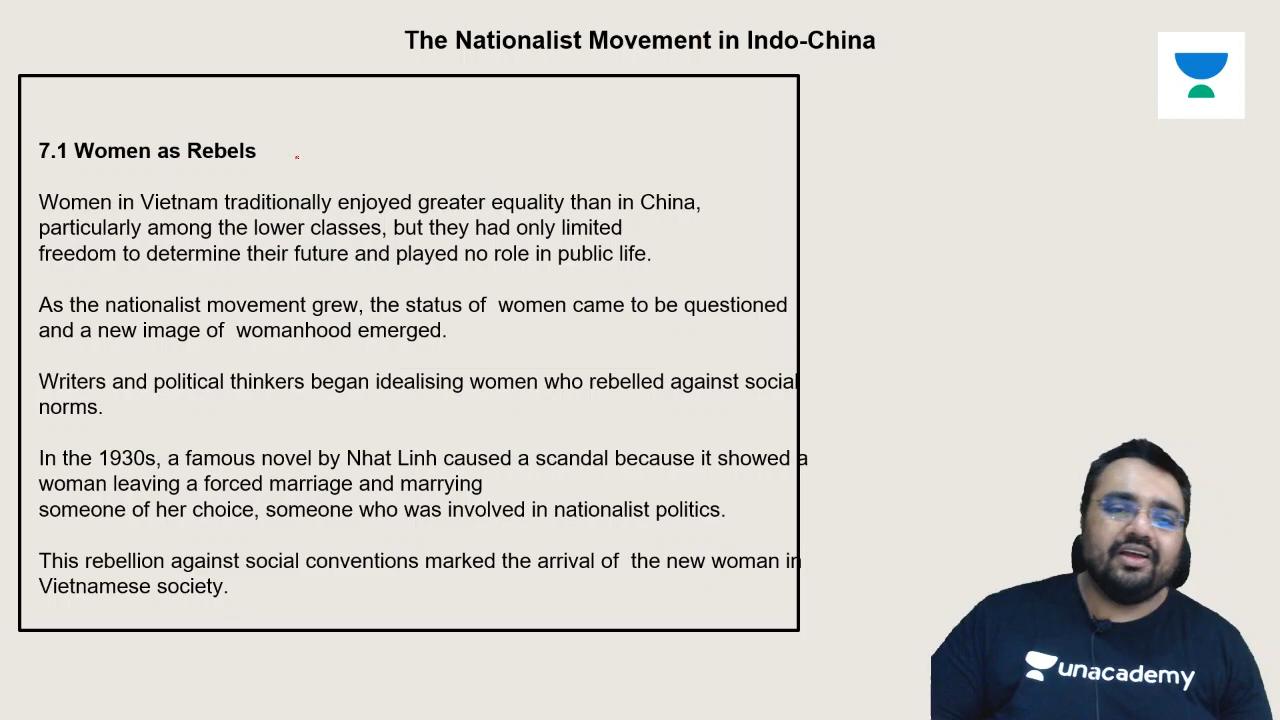 The Nationalist Movement in Indo-China
7.1 Women as Rebels
Women in Vietnam traditionally enjoyed greater equality than in China,
particularly among the lower classes, but they had only limited
freedom to determine their future and played no role in public life.
As the nationalist movement grew, the status of  women came to be questioned
and a new image of  womanhood emerged.
Writers and political thinkers began idealising women who rebelled against social
norms.
In the 1930s, a famous novel by Nhat Linh caused a scandal because it showed a
woman leaving a forced marriage and marrying
someone of her choice, someone who was involved in nationalist politics.
This rebellion against social conventions marked the arrival of  the new woman in
Vietnamese society.
unacademy